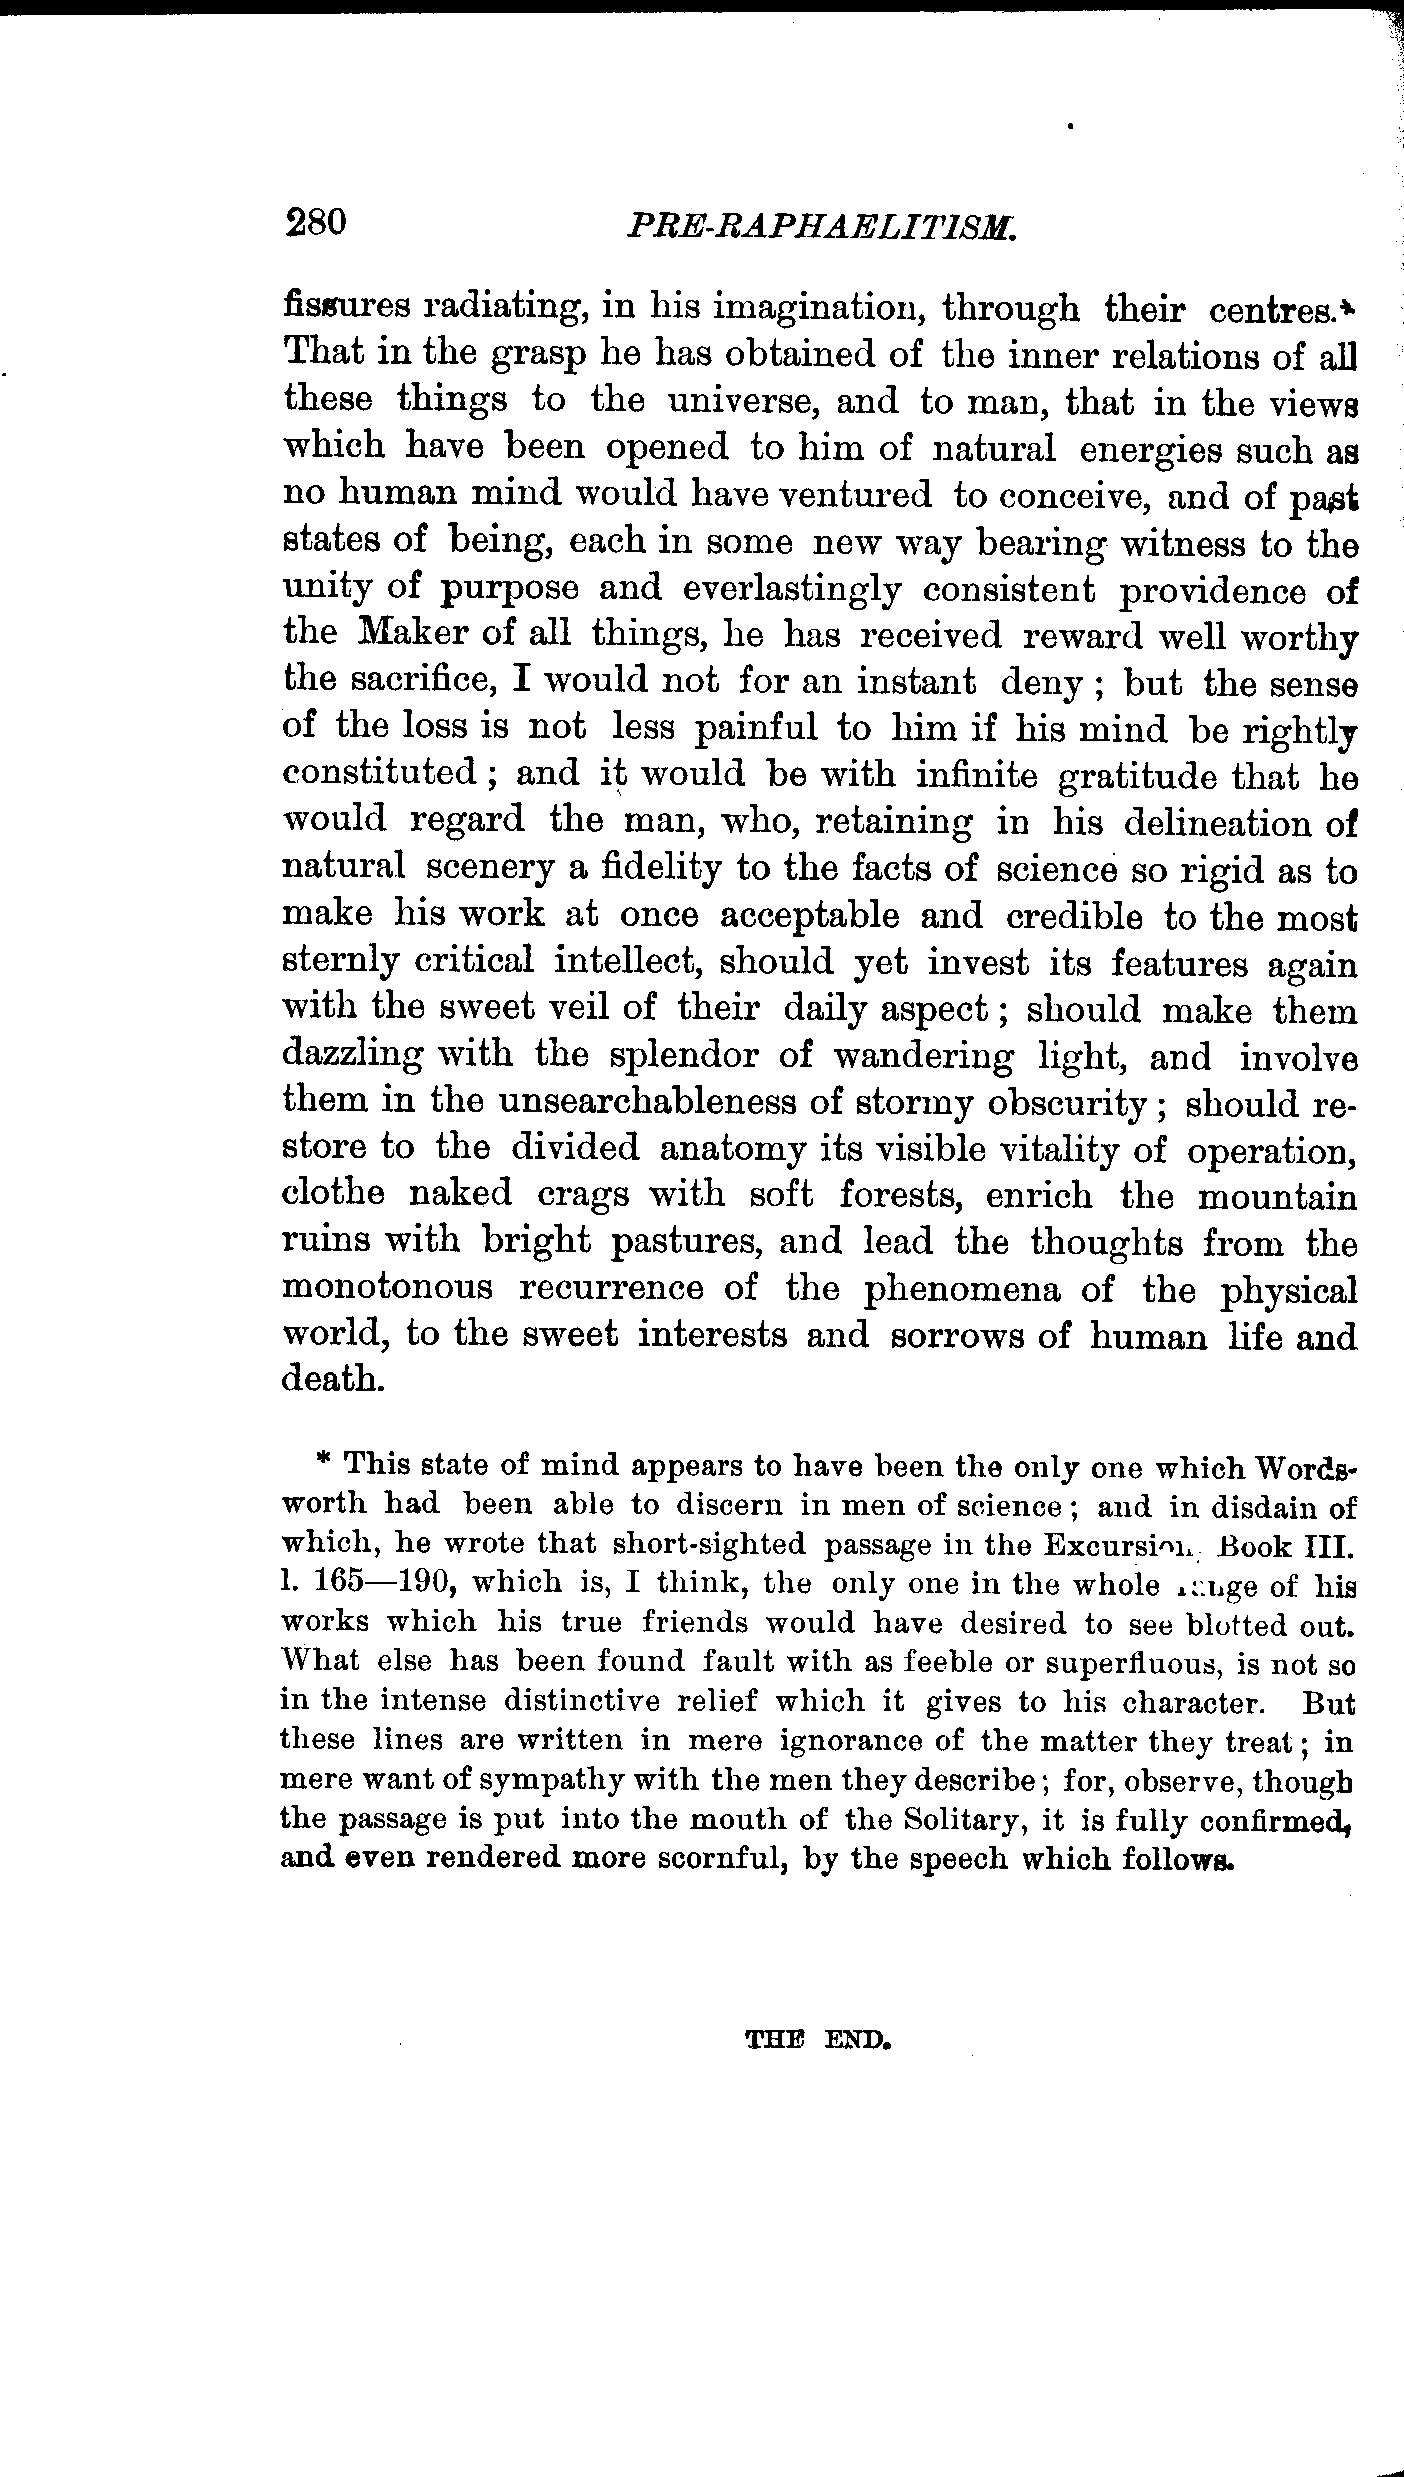 280 PRE-RAPHAELITISM.
fissures radiating, in his imagination, through their centres.*
That in the grasp he has obtained of the inner relations of all
these things to the universe, and to man, that in the views
which have been opened to him of natural energies such as
no human mind would have ventured to conceive, and of past
states of being, each in some new way bearing witness to the
unity of purpose and everlastingly consistent providence of
the Maker of all things, he has received reward well worthy
the sacrifice, I would not for an instant deny ; but the sense
of the loss is not less painful to him if his mind be rightly
constituted ; and it would be with infinite gratitude that he
would regard the man, who, retaining in his delineation of
natural scenery a fidelity to the facts of science so rigid as to
make his work at once acceptable and credible to the most
sternly critical intellect, should yet invest its features again
with the sweet veil of their daily aspect ; should make them
dazzling with the splendor of wandering light, and involve
them in the unsearchableness of stormy obscurity ; should re-
store to the divided anatomy its visible vitality of operation,
clothe naked crags with soft forests, enrich the mountain
ruins with bright pastures, and lead the thoughts from the
monotonous recurrence of the phenomena of the physical
world, to the sweet interests and sorrows of human life and
death.
* This state of mind appears to have been the only one which Words-
worth had been able to discern in men of science ; and in disdain of
which, he wrote that short-sighted passage in the Excursion, Book III.
l. 165—190, which is, I think, the only one in the whole range of his
works which his true friends would have desired to see blotted out.
What else has been found fault with as feeble or superfluous, is not so
in the intense distinctive relief which it gives to his character. But
these lines are written in mere ignorance of the matter they treat ; in
mere want of sympathy with the men they describe ; for, observe, though
the passage is put into the mouth of the Solitary, it is fully confirmed,
and even rendered more scornful, by the speech which follows.
THE END.